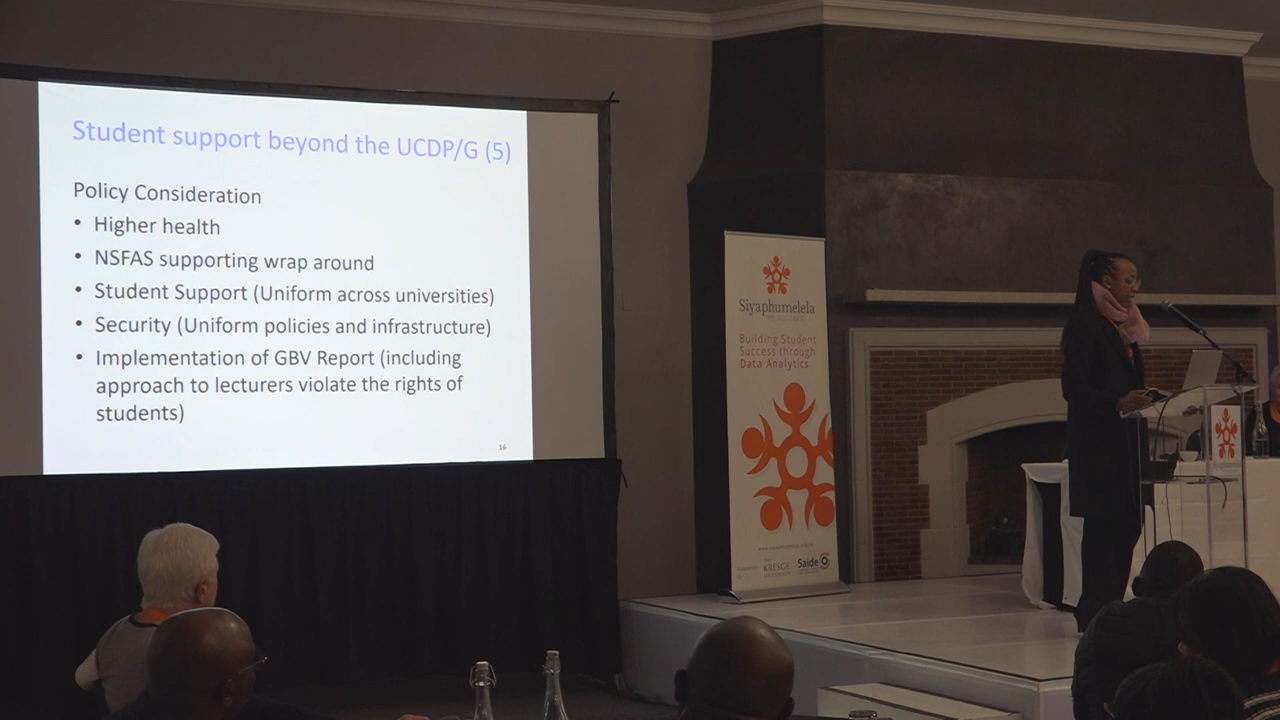 Student support beyond the UCDP/G (5)
Policy Consideration
• Higher health
• NSFAS supporting wrap around
• Student Support (Uniform across universities)
• Security (Uniform policies and infrastructure)
• Implementation of GBV Report (including
approach to lecturers violate the rights of
students)
16
Siyaphumelela
Building Student
Success through
Data Analytics
KRESGE
Saide